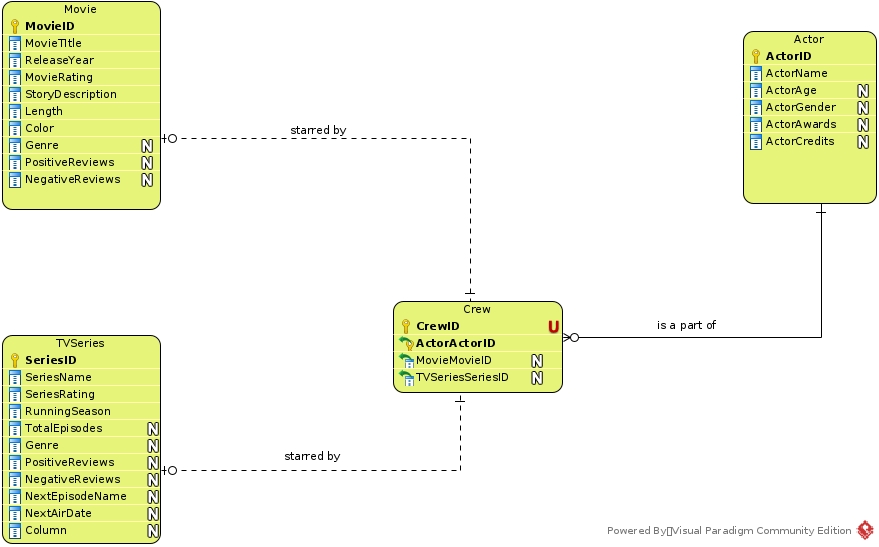 Movie
MovieID
MovieTItle
ReleaseYear
MovieRating
StoryDescription
Length
Color
Genre N
PositiveReviews N
NegativeReviews N
starred by
Actor
ActorID
ActorName
ActorAge N
ActorGender N
ActorAwards N
ActorCredits N
Crew
CrewID U
ActorActorID
MovieMovieID N
TVSeriesSeriesID N
is a part of
TVSeries
SeriesID
SeriesName
SeriesRating
RunningSeason
TotalEpisodes N
Genre N
PositiveReviews N
NegativeReviews N
NextEpisodeName N
NextAirDate N
Column N
starred by
Powered By▯Visual Paradigm Community Edition